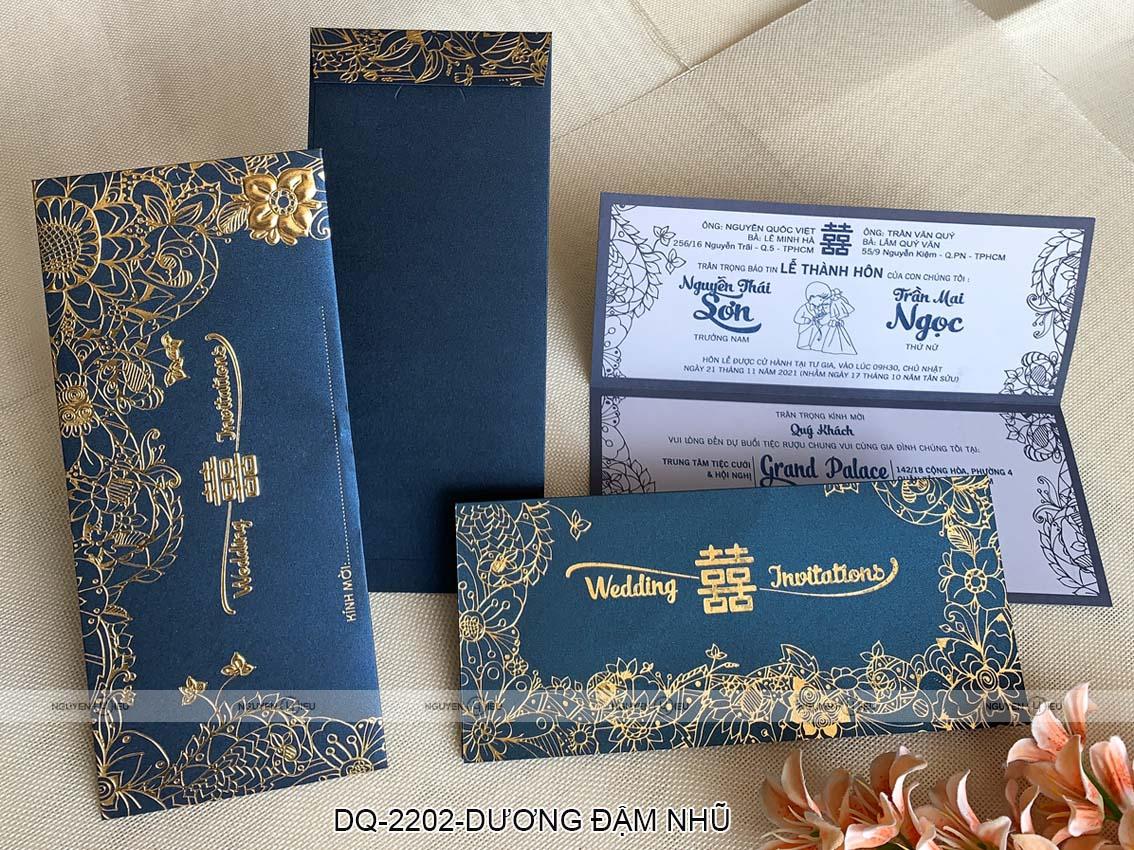 Wedding 囍 Invitations
KÍNH MỜI:
ÔNG: NGUYỄN QUỐC VIỆT
BÀ: LÊ MINH HÀ
256/16 Nguyễn Trãi - Q.5 - TPHCM
囍
ÔNG: TRẦN VĂN QUÝ
BÀ: LÂM QUÝ VÂN
55/9 Nguyễn Kiệm - Q.PN - TPHCM
TRÂN TRỌNG BÁO TIN LỄ THÀNH HÔN CỦA CON CHÚNG TÔI :
Nguyễn Thái
Sơn
TRƯỞNG NAM
Trần Mai
Ngọc
THỨ NỮ
HÔN LỄ ĐƯỢC CỬ HÀNH TẠI TƯ GIA, VÀO LÚC 09H30, CHỦ NHẬT
NGÀY 21 THÁNG 11 NĂM 2021 (NHẰM NGÀY 17 THÁNG 10 NĂM TÂN SỬU)
TRÂN TRỌNG KÍNH MỜI
Quý Khách
VUI LÒNG ĐẾN DỰ BUỔI TIỆC RƯỢU CHUNG VUI CÙNG GIA ĐÌNH CHÚNG TÔI TẠI:
TRUNG TÂM TIỆC CƯỚI
& HỘI NGHỊ
Grand Palace
142/18 CỘNG HÒA, PHƯỜNG 4
Wedding 囍 Invitations
NGUYEN LIEU
DQ-2202-DƯƠNG ĐẬM NHŨ